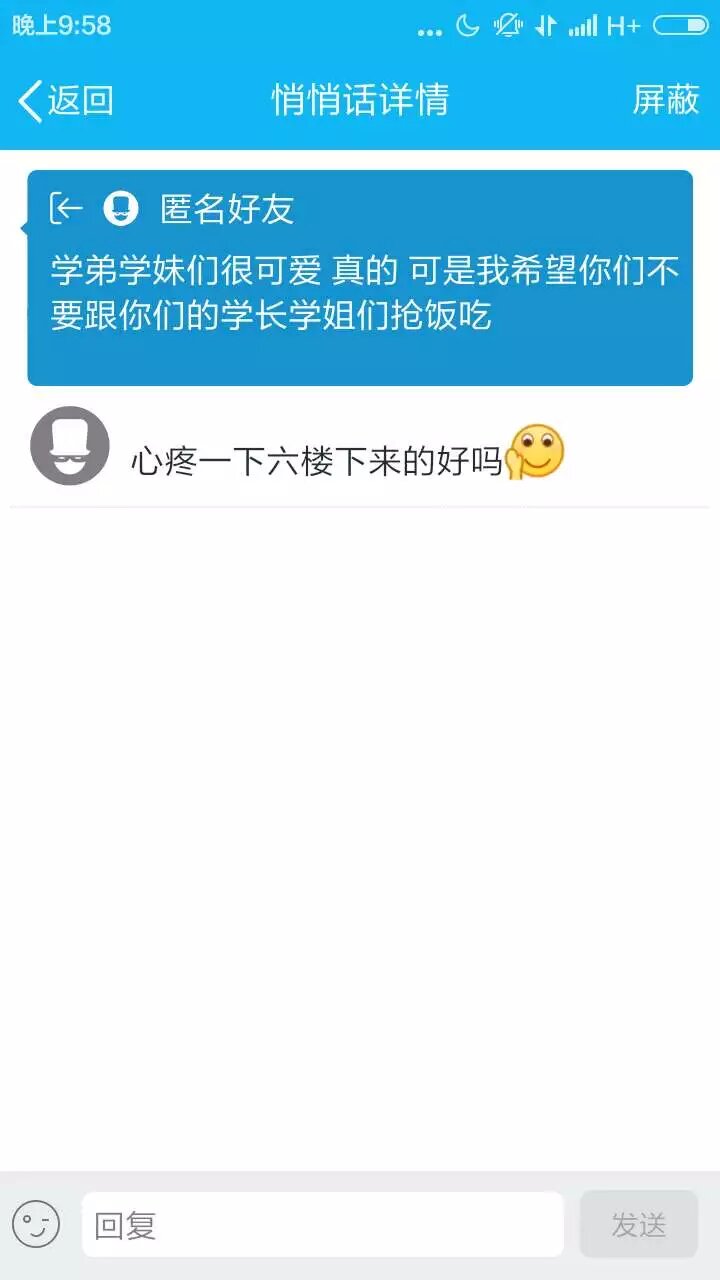 晚上9:58
H+
返回
悄悄话详情
屏蔽
匿名好友
学弟学妹们很可爱 真的 可是我希望你们不
要跟你们的学长学姐们抢饭吃
心疼一下六楼下来的好吗
回复
发送